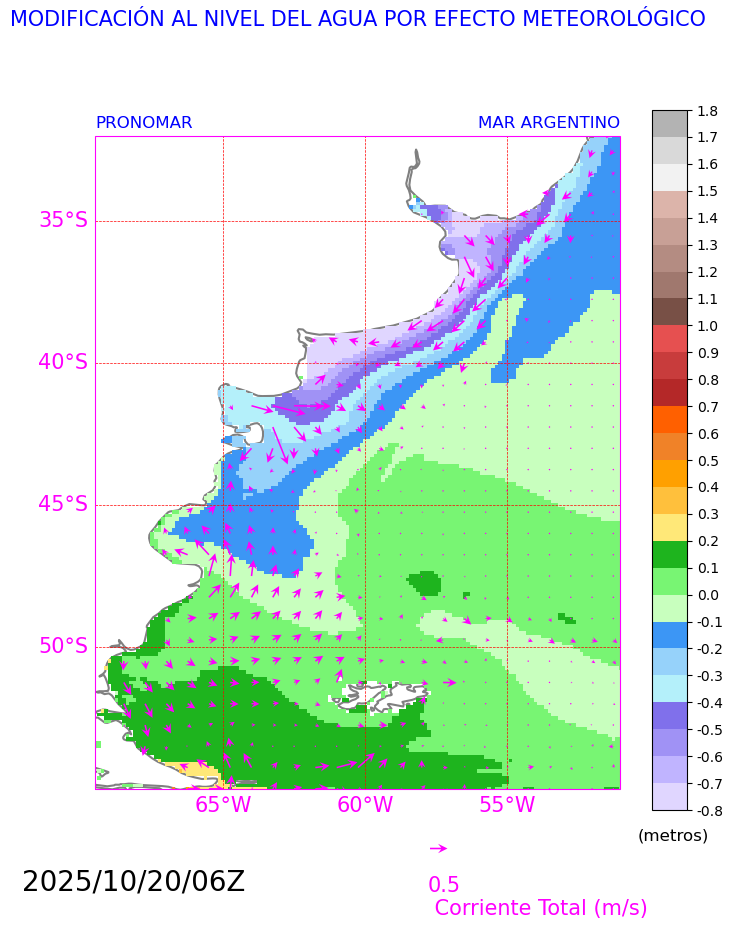 MODIFICACIÓN AL NIVEL DEL AGUA POR EFECTO METEOROLÓGICO
PRONOMAR MAR ARGENTINO
35°S
40°S
45°S
50°S
65°W 60°W 55°W
1.8
1.7
1.6
1.5
1.4
1.3
1.2
1.1
1.0
0.9
0.8
0.7
0.6
0.5
0.4
0.3
0.2
0.1
0.0
-0.1
-0.2
-0.3
-0.4
-0.5
-0.6
-0.7
-0.8
(metros)
2025/10/20/06Z
0.5
Corriente Total (m/s)